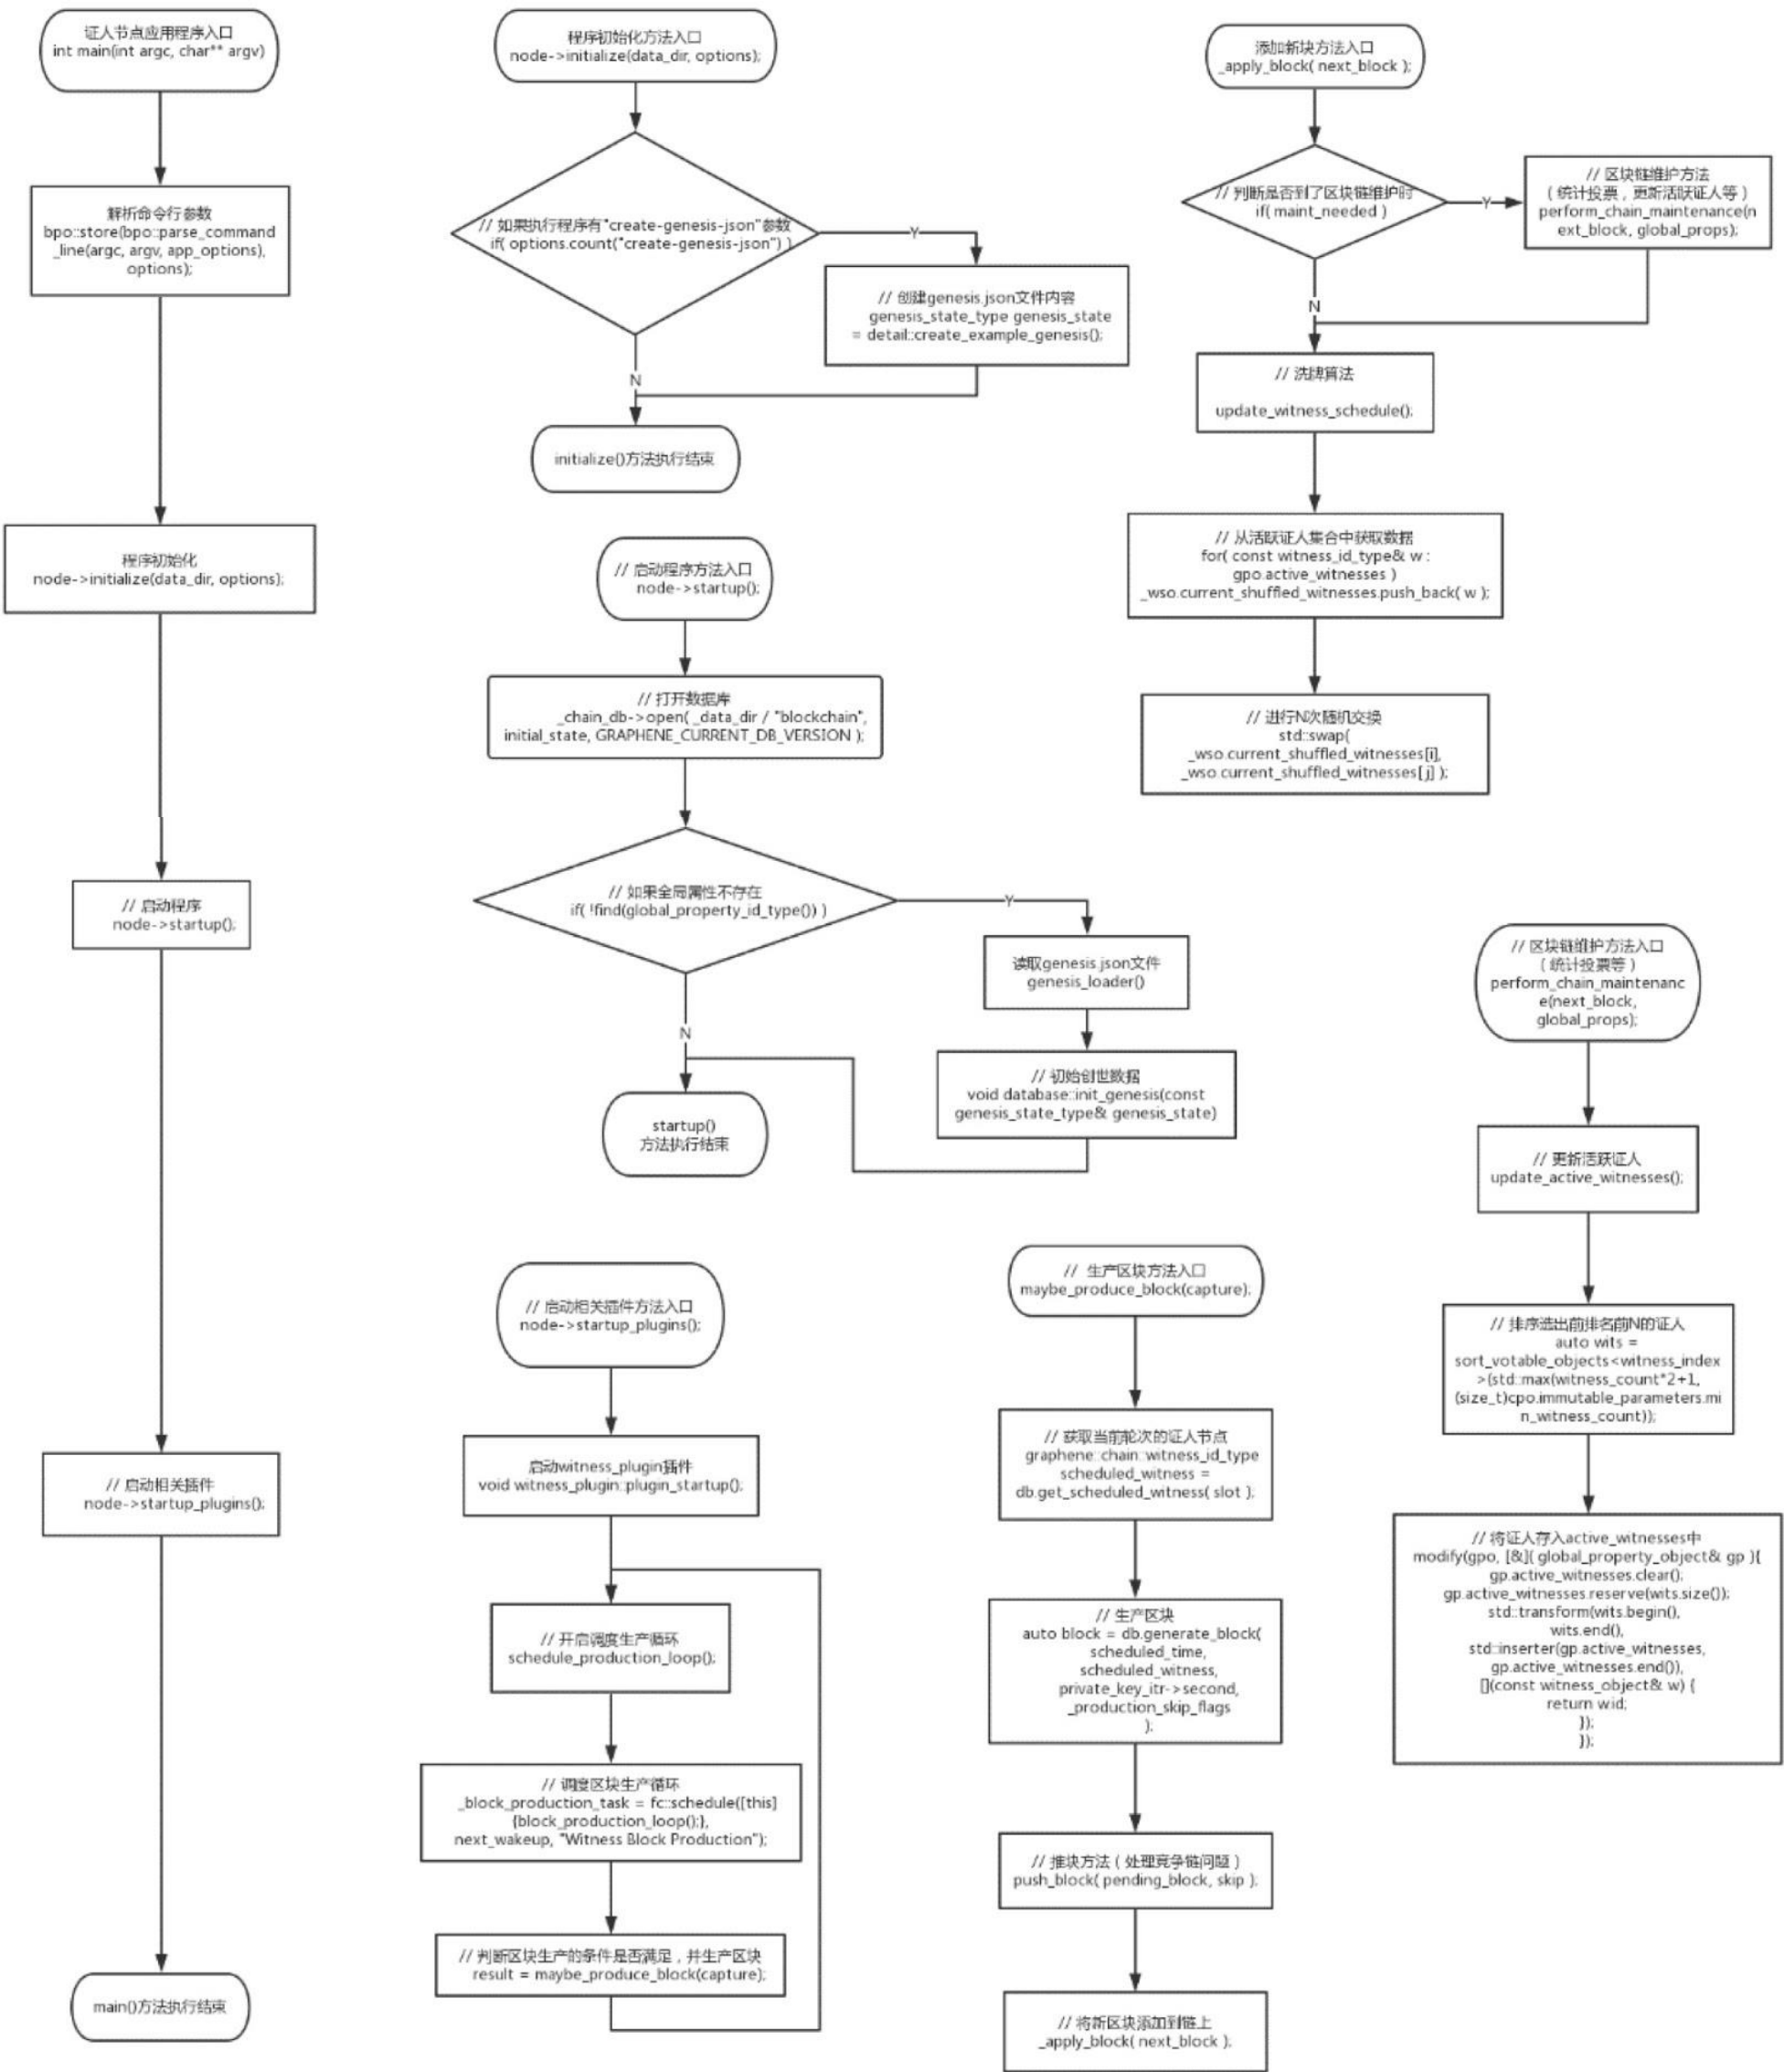 证人节点应用程序入口
int main(int argc, char** argv)
解析命令行参数
bpo::store(bpo::parse_command
_line(argc, argv, app_options),
options);
程序初始化
node->initialize(data_dir, options);
// 启动程序
node->startup();
// 启动相关插件
node->startup_plugins();
main()方法执行结束
程序初始化方法入口
node->initialize(data_dir, options);
// 如果执行程序有"create-genesis-json"参数
if( options.count("create-genesis-json") )
Y
// 创建genesis.json文件内容
genesis_state_type genesis_state
= detail::create_example_genesis();
N
initialize()方法执行结束
// 启动程序方法入口
node->startup();
// 打开数据库
_chain_db->open( _data_dir / "blockchain",
initial_state, GRAPHENE_CURRENT_DB_VERSION );
// 如果全局属性不存在
if( !find(global_property_id_type()) )
Y
读取genesis.json文件
genesis_loader()
// 初始创世数据
void database::init_genesis(const
genesis_state_type& genesis_state)
N
startup()
方法执行结束
// 启动相关插件方法入口
node->startup_plugins();
启动witness_plugin插件
void witness_plugin::plugin_startup();
// 开启调度生产循环
schedule_production_loop();
// 调度区块生产循环
_block_production_task = fc::schedule([this]
{block_production_loop();},
next_wakeup, "Witness Block Production");
// 判断区块生产的条件是否满足，并生产区块
result = maybe_produce_block(capture);
// 生产区块方法入口
maybe_produce_block(capture);
// 获取当前轮次的证人节点
graphene::chain::witness_id_type
scheduled_witness =
db.get_scheduled_witness( slot );
// 生产区块
auto block = db.generate_block(
scheduled_time,
scheduled_witness,
private_key_itr->second,
_production_skip_flags
);
// 推块方法（处理竞争链问题）
push_block( pending_block, skip );
// 将新区块添加到链上
_apply_block( next_block );
添加新块方法入口
_apply_block( next_block );
// 判断是否到了区块链维护时
if( maint_needed )
Y
// 区块链维护方法
（统计投票，更新活跃证人等）
perform_chain_maintenance(n
ext_block, global_props);
N
// 洗牌算法
update_witness_schedule();
// 从活跃证人集合中获取数据
for( const witness_id_type& w :
gpo.active_witnesses )
_wso.current_shuffled_witnesses.push_back( w );
// 进行N次随机交换
std::swap(
_wso.current_shuffled_witnesses[i],
_wso.current_shuffled_witnesses[j] );
// 区块链维护方法入口
（统计投票等）
perform_chain_maintenanc
e(next_block,
global_props);
// 更新活跃证人
update_active_witnesses();
// 排序选出前排名前N的证人
auto wits =
sort_votable_objects<witness_index
>(std::max(witness_count*2+1,
(size_t)cpo.immutable_parameters.mi
n_witness_count));
// 将证人存入active_witnesses中
modify(gpo, [&]( global_property_object& gp ){
gp.active_witnesses.clear();
gp.active_witnesses.reserve(wits.size());
std::transform(wits.begin(),
wits.end(),
std::inserter(gp.active_witnesses,
gp.active_witnesses.end()),
[](const witness_object& w) {
return w.id;
});
});